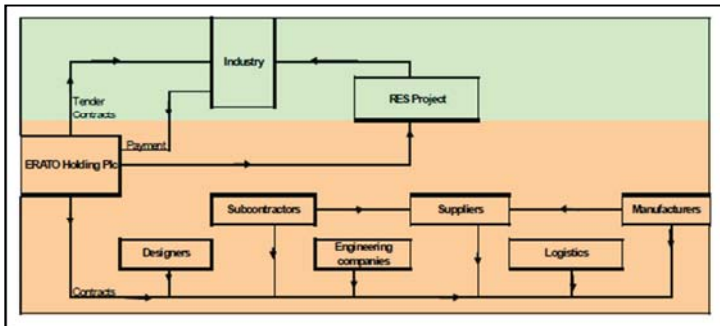 Industry
RES Project
Tender
Contracts
Payment
ERATO Holding Plc
Subcontractors
Suppliers
Manufacturers
Designers
Engineering
companies
Logistics
Contracts